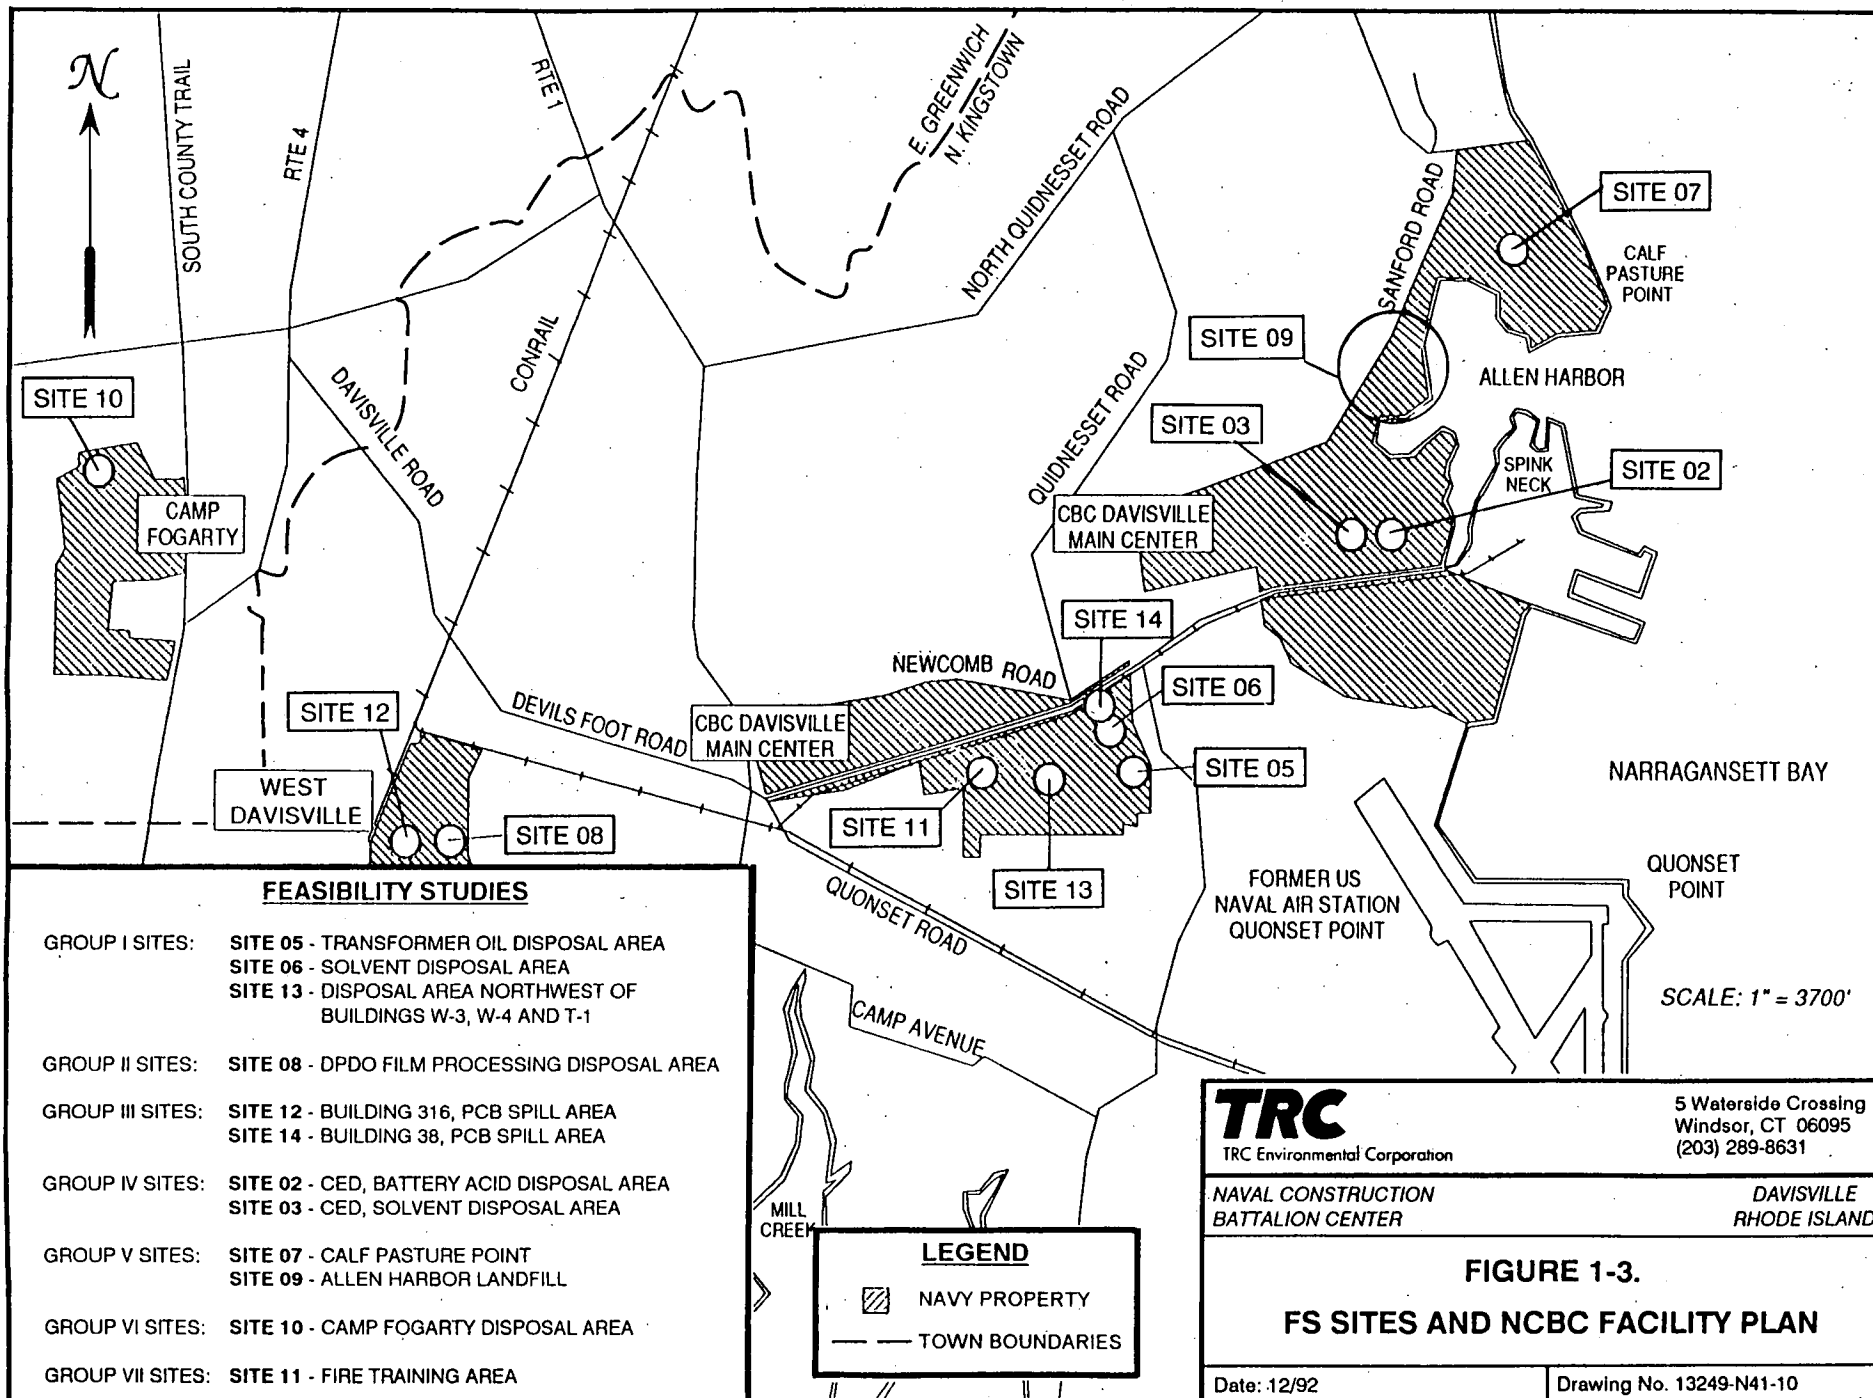 N
SOUTH COUNTY TRAIL
RTE 4
RTE 1
E. GREENWICH
N. KINGSTOWN
NORTH QUIDNESSET ROAD
SANFORD ROAD
SITE 07
CALF
PASTURE
POINT
SITE 09
ALLEN HARBOR
CONRAIL
DAVISVILLE ROAD
QUIDNESSET ROAD
SITE 10
SITE 03
SPINK
NECK
SITE 02
CAMP
FOGARTY
CBC DAVISVILLE
MAIN CENTER
SITE 14
NEWCOMB ROAD
SITE 06
SITE 12
DEVILS FOOT ROAD
CBC DAVISVILLE
MAIN CENTER
SITE 05
NARRAGANSETT BAY
WEST
DAVISVILLE
SITE 08
SITE 11
SITE 13
QUONSET ROAD
FORMER US
NAVAL AIR STATION
QUONSET POINT
QUONSET
POINT
CAMP AVENUE
SCALE: 1" = 3700'
MILL
CREEK
FEASIBILITY STUDIES
GROUP I SITES: SITE 05 - TRANSFORMER OIL DISPOSAL AREA
SITE 06 - SOLVENT DISPOSAL AREA
SITE 13 - DISPOSAL AREA NORTHWEST OF
BUILDINGS W-3, W-4 AND T-1
GROUP II SITES: SITE 08 - DPDO FILM PROCESSING DISPOSAL AREA
GROUP III SITES: SITE 12 - BUILDING 316, PCB SPILL AREA
SITE 14 - BUILDING 38, PCB SPILL AREA
GROUP IV SITES: SITE 02 - CED, BATTERY ACID DISPOSAL AREA
SITE 03 - CED, SOLVENT DISPOSAL AREA
GROUP V SITES: SITE 07 - CALF PASTURE POINT
SITE 09 - ALLEN HARBOR LANDFILL
GROUP VI SITES: SITE 10 - CAMP FOGARTY DISPOSAL AREA
GROUP VII SITES: SITE 11 - FIRE TRAINING AREA
LEGEND
NAVY PROPERTY
TOWN BOUNDARIES
TRC
TRC Environmental Corporation
5 Waterside Crossing
Windsor, CT 06095
(203) 289-8631
NAVAL CONSTRUCTION
BATTALION CENTER
DAVISVILLE
RHODE ISLAND
FIGURE 1-3.
FS SITES AND NCBC FACILITY PLAN
Date: 12/92
Drawing No. 13249-N41-10